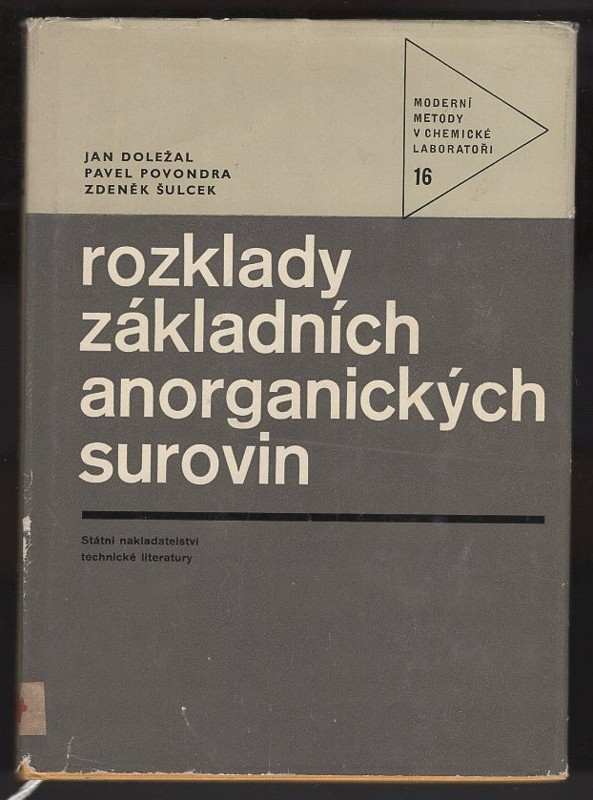 MODERNÍ
METODY
V CHEMICKÉ
LABORATOŘI
16
JAN DOLEŽAL
PAVEL POVONDRA
ZDENĚK ŠULCEK
rozklady
základních
anorganických
surovin
Státní nakladatelství
technické literatury